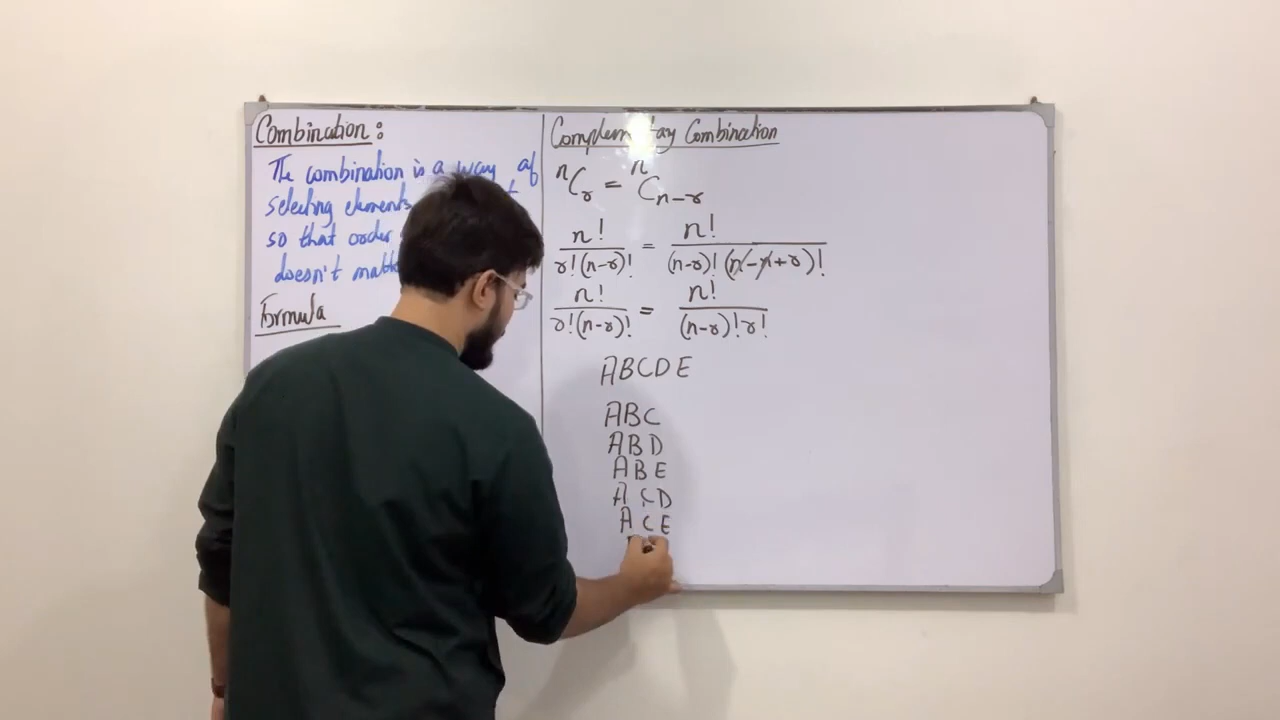 Combination:
The combination is a way of
selecting elements
so that order
doesn't
Formula
Complementary Combination
ⁿCᵣ = ⁿCₙ₋ᵣ
n! / r!(n-r)! = n! / (n-r)!(n-n+r)!
n! / r!(n-r)! = n! / (n-r)!r!
ABCDE
ABC
ABD
ABE
ACD
ACE